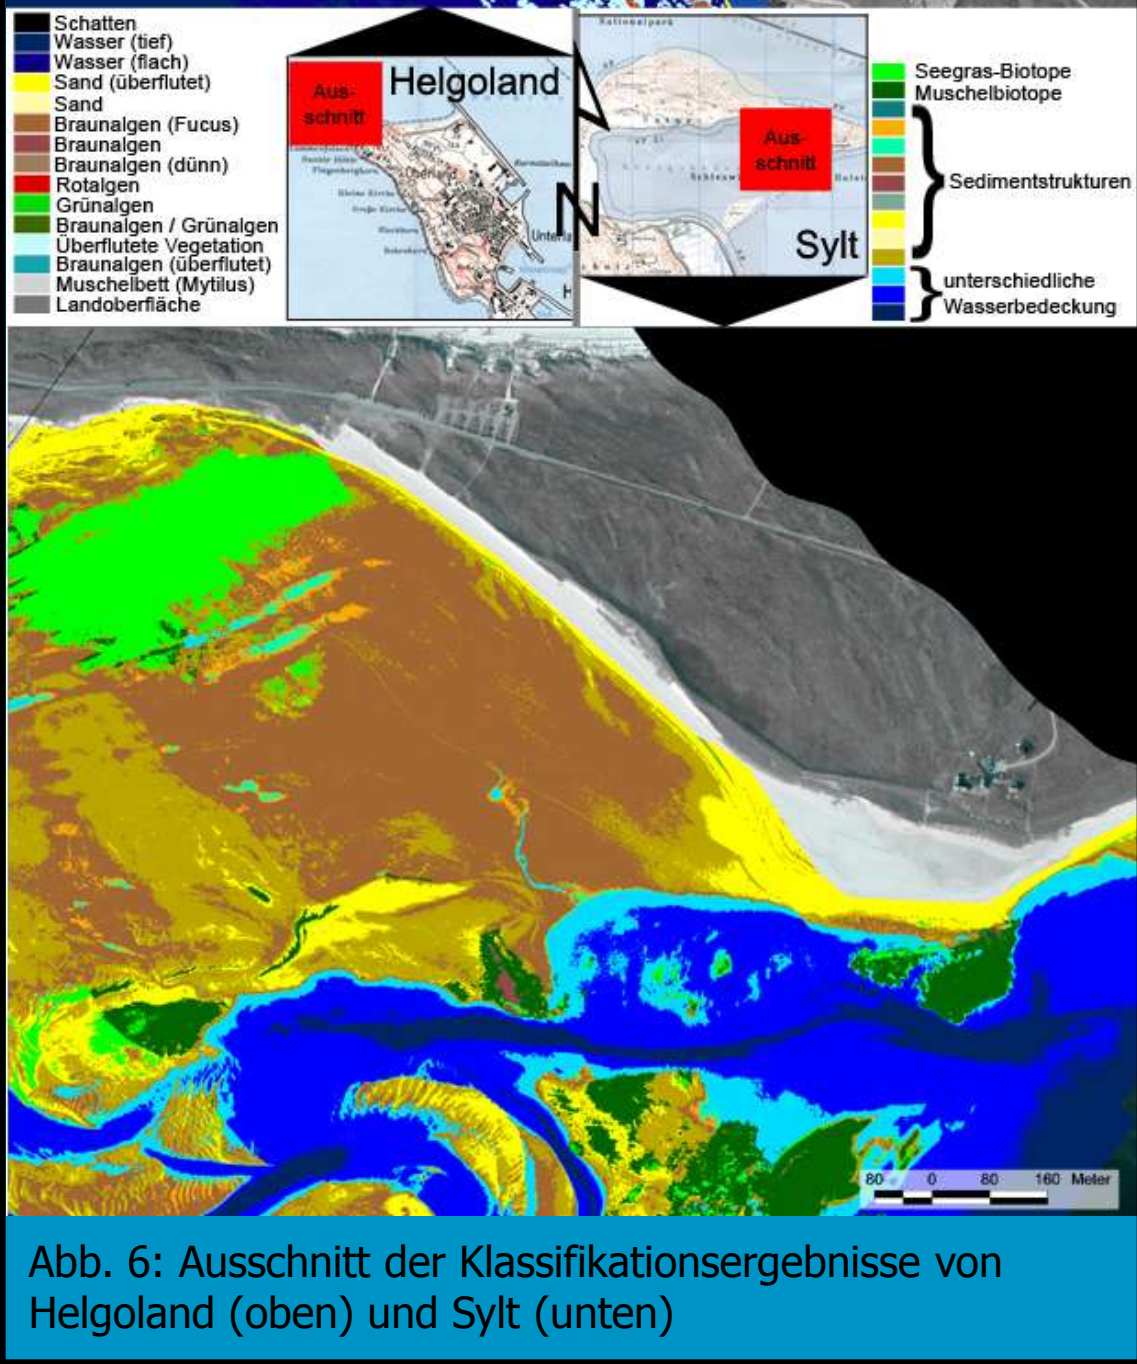 Schatten
Wasser (tief)
Wasser (flach)
Sand (überflutet)
Sand
Braunalgen (Fucus)
Braunalgen
Braunalgen (dünn)
Rotalgen
Grünalgen
Braunalgen / Grünalgen
Überflutete Vegetation
Braunalgen (überflutet)
Muschelbett (Mytilus)
Landoberfläche
Aus-
schnitt
Helgoland
Oberland
N
Nationalpark
Aus-
schnitt
Sylt
Seegras-Biotope
Muschelbiotope
Sedimentstrukturen
unterschiedliche
Wasserbedeckung
80 0 80 160 Meter
Abb. 6: Ausschnitt der Klassifikationsergebnisse von
Helgoland (oben) und Sylt (unten)